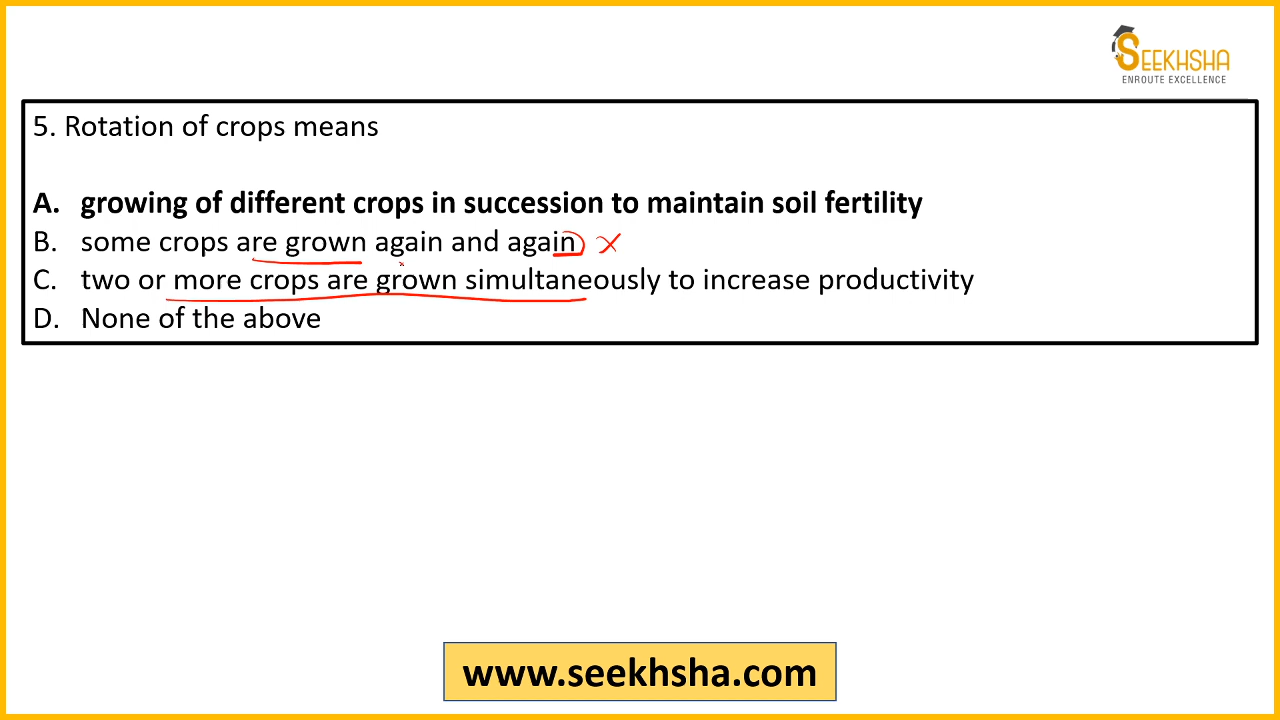 SEEKHSHA
ENROUTE EXCELLENCE
5. Rotation of crops means
A. growing of different crops in succession to maintain soil fertility
B. some crops are grown again and again
C. two or more crops are grown simultaneously to increase productivity
D. None of the above
www.seekhsha.com